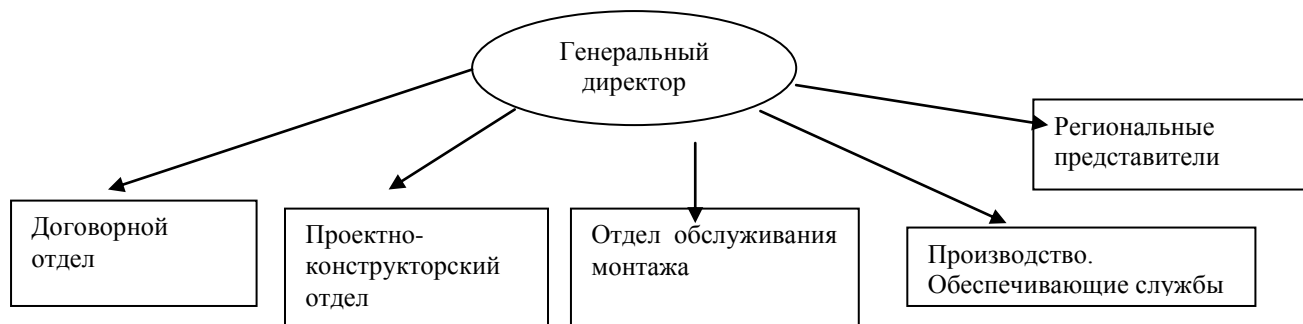 Генеральный
директор
Региональные
представители
Договорной
отдел
Проектно-
конструкторский
отдел
Отдел обслуживания
монтажа
Производство.
Обеспечивающие службы